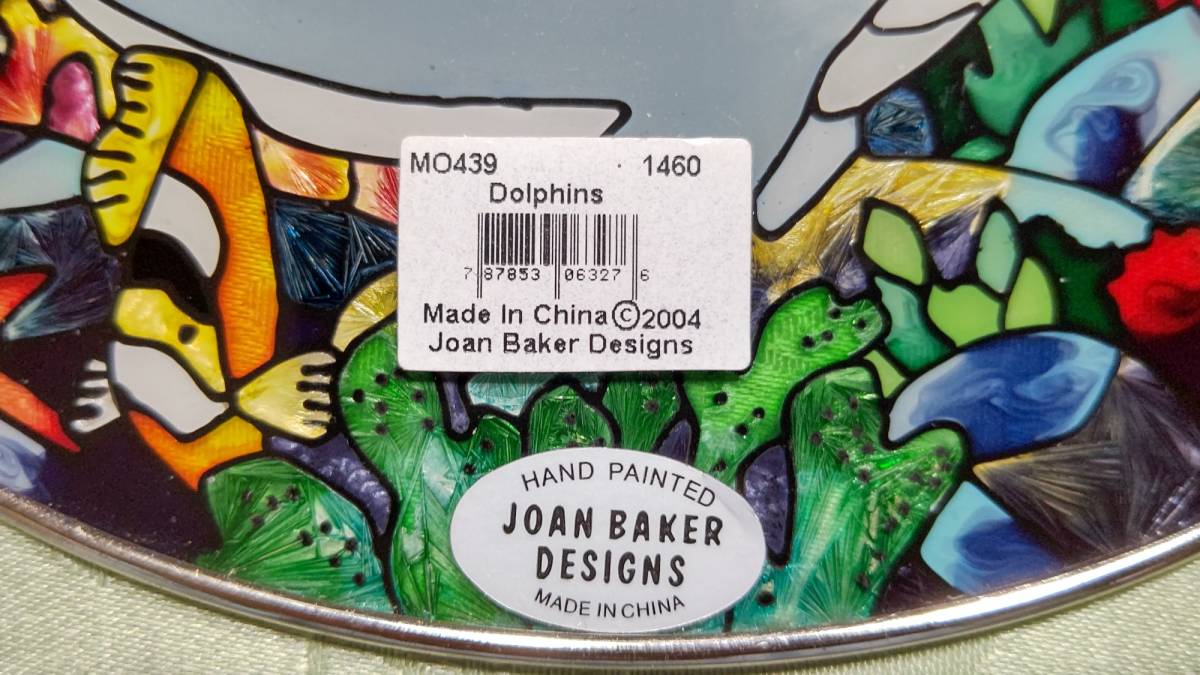 MO439 1460
Dolphins
7 87853 06327 6
Made In China©2004
Joan Baker Designs
HAND PAINTED
JOAN BAKER
DESIGNS
MADE IN CHINA